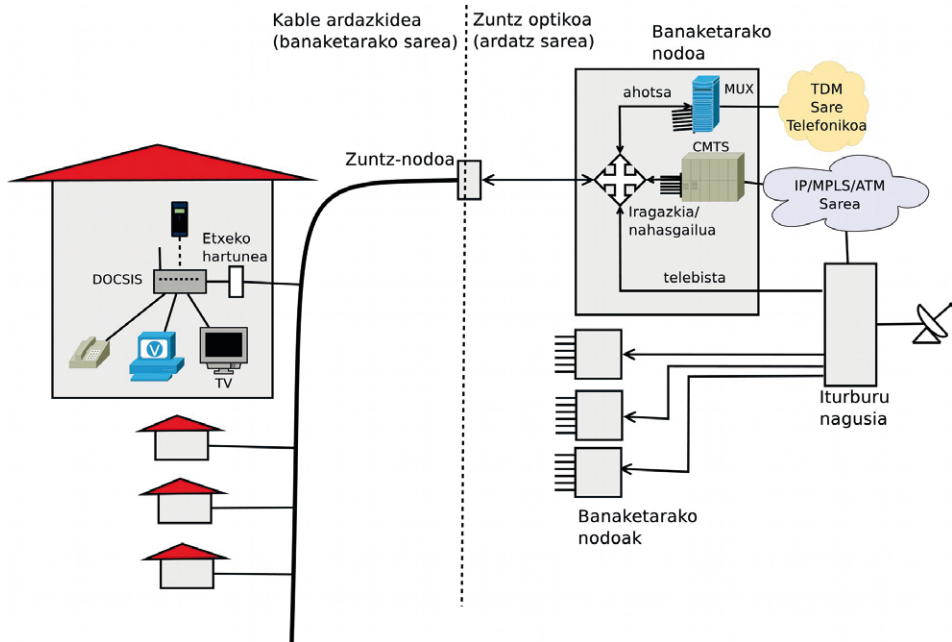 Kable ardazkidea
(banaketarako sarea)
Zuntz optikoa
(ardatz sarea)
Banaketarako
nodoa
ahotsa
MUX
TDM
Sare
Telefonikoa
CMTS
Zuntz-nodoa
IP/MPLS/ATM
Sarea
Iragazkia/
nahasgailua
Etxeko
hartunea
DOCSIS
telebista
V
TV
Iturburu
nagusia
Banaketarako
nodoak